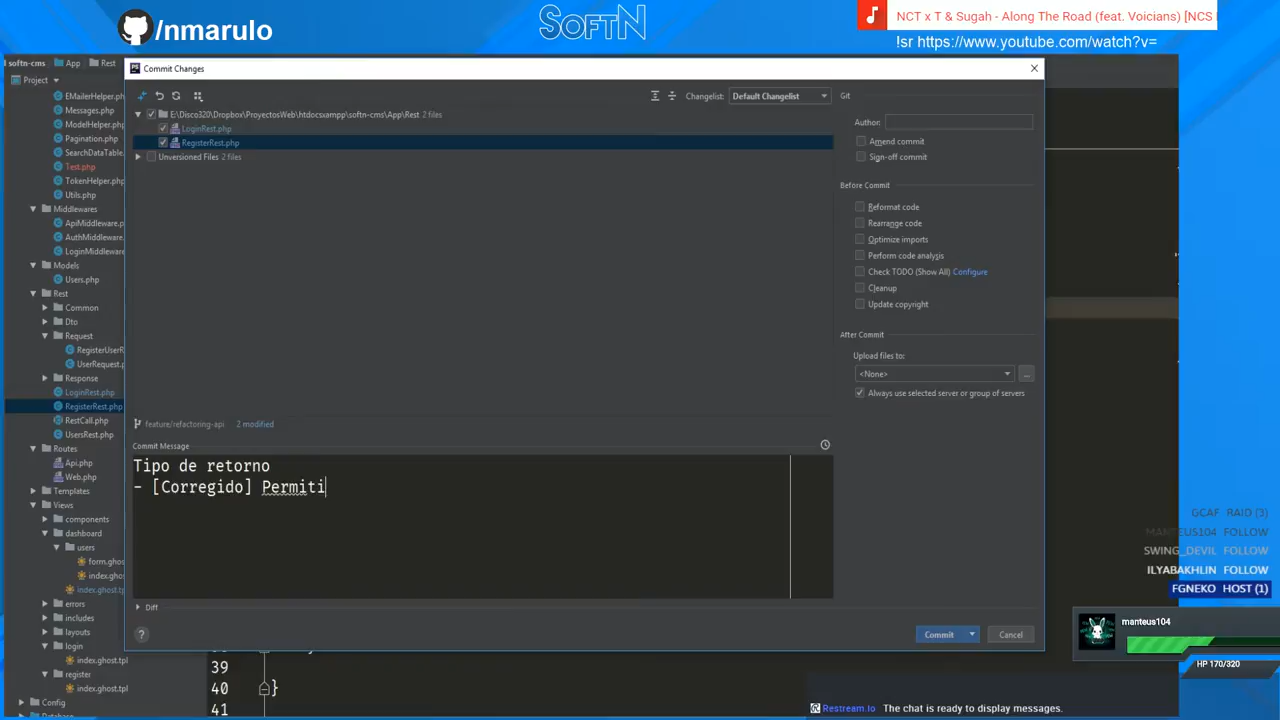 /nmarulo
SOFTN
NCT x T & Sugah - Along The Road (feat. Voicians) [NCS
!sr https://www.youtube.com/watch?v=
softn-cms
App
Rest
Project
EMailerHelper.php
Messages.php
ModelHelper.php
Pagination.php
SearchDataTable.
Test.php
TokenHelper.php
Utils.php
Middlewares
ApiMiddleware.p
AuthMiddleware.
LoginMiddleware
Models
Users.php
Rest
Common
Dto
Request
RegisterUserR
UserRequest.p
Response
LoginRest.php
RegisterRest.php
RestCall.php
UsersRest.php
Routes
Api.php
Web.php
Templates
Views
components
dashboard
users
form.ghos
index.ghos
index.ghost.tp
errors
includes
layouts
login
index.ghost.tpl
register
index.ghost.tpl
Config
Database
Commit Changes
Changelist:
Default Changelist
E:\Disco320\Dropbox\ProyectosWeb\htdocsxampp\softn-cms\App\Rest 2 files
LoginRest.php
RegisterRest.php
Unversioned Files 2 files
Git
Author:
Amend commit
Sign-off commit
Before Commit
Reformat code
Rearrange code
Optimize imports
Perform code analysis
Check TODO (Show All) Configure
Cleanup
Update copyright
After Commit
Upload files to:
<None>
...
Always use selected server or group of servers
feature/refactoring-api
2 modified
Commit Message
Tipo de retorno
- [Corregido] Permiti
Diff
?
Commit
Cancel
39
40 }
41
GCAF RAID (3)
MANTEUS104 FOLLOW
SWING_DEVIL FOLLOW
ILYABAKHLIN FOLLOW
FGNEKO HOST (1)
manteus104
HP 170/320
Restream.io The chat is ready to display messages.